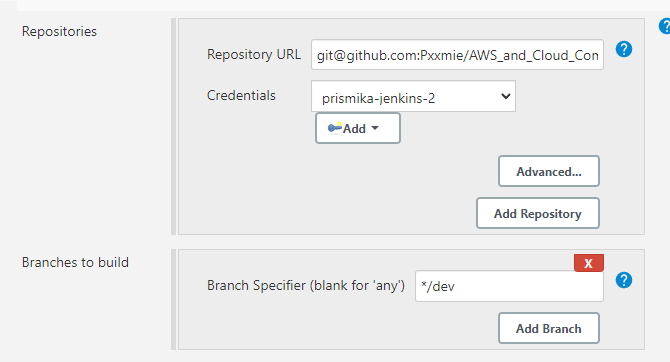 Repositories
Repository URL git@github.com:Pxxmie/AWS_and_Cloud_Con ?
Credentials prismika-jenkins-2
Add
Advanced...
Add Repository
Branches to build
X
Branch Specifier (blank for 'any') */dev ?
Add Branch